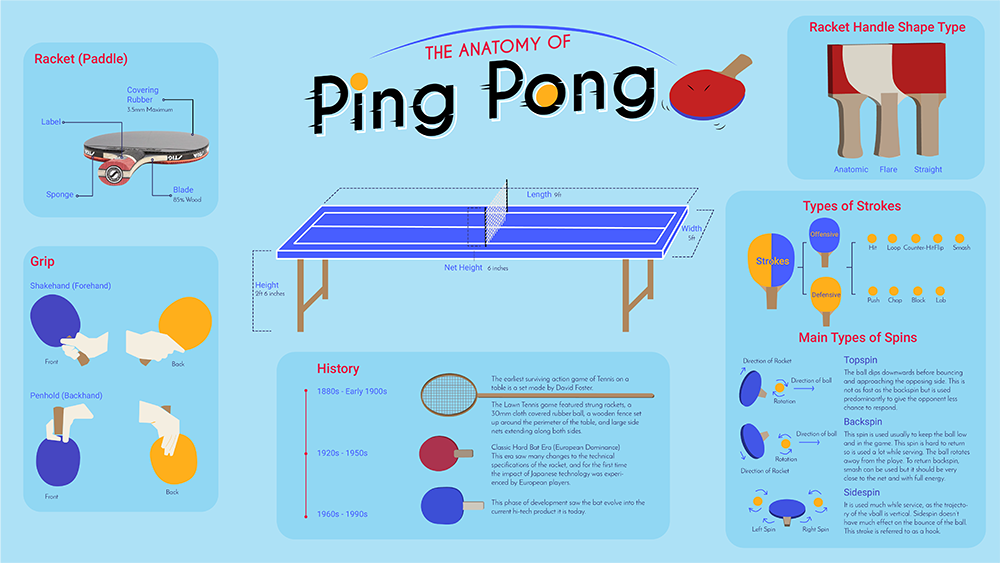 THE ANATOMY OF
Ping Pong
Racket (Paddle)
Covering
Rubber
3.5mm Maximum
Label
Sponge
Blade
85% Wood
Grip
Shakehand (Forehand)
Front
Back
Penhold (Backhand)
Front
Back
Length 9ft
Width
5ft
Net Height 6 inches
Height
2ft 6 inches
History
1880s - Early 1900s
The earliest surviving action game of Tennis on a
table is a set made by David Foster.
The Lawn Tennis game featured strung rackets, a
30mm cloth covered rubber ball, a wooden fence set
up around the perimeter of the table, and large side
nets extending along both sides.
1920s - 1950s
Classic Hard Bat Era (European Dominance)
This era saw many changes to the technical
specifications of the racket, and for the first time
the impact of Japanese technology was experi-
enced by European players.
1960s - 1990s
This phase of development saw the bat evolve into the
current hi-tech product it is today
Racket Handle Shape Type
Anatomic Flare Straight
Types of Strokes
Strokes
Offensive
Hit Loop Counter-Hit Flip Smash
Defensive
Push Chop Block Lob
Main Types of Spins
Direction of Racket
Direction of ball
Rotation
Topspin
The ball dips downwards before bouncing
and approaching the opposing side. This is
not as fast as the backspin but is used
predominantly to give the opponent less
chance to respond.
Direction of ball
Rotation
Direction of Racket
Backspin
This spin is used usually to keep the ball low
and in the game. This spin is hard to return
so is used a lot while serving. The ball rotates
away from the playe. To return backspin,
smash can be used but it should be very
close to the net and with full energy.
Left Spin Right Spin
Sidespin
It is used much while service, as the trajecto-
ry of the vball is vertical. Sidespin doesn't
have much effect on the bounce of the ball.
This stroke is referred to as a hook.